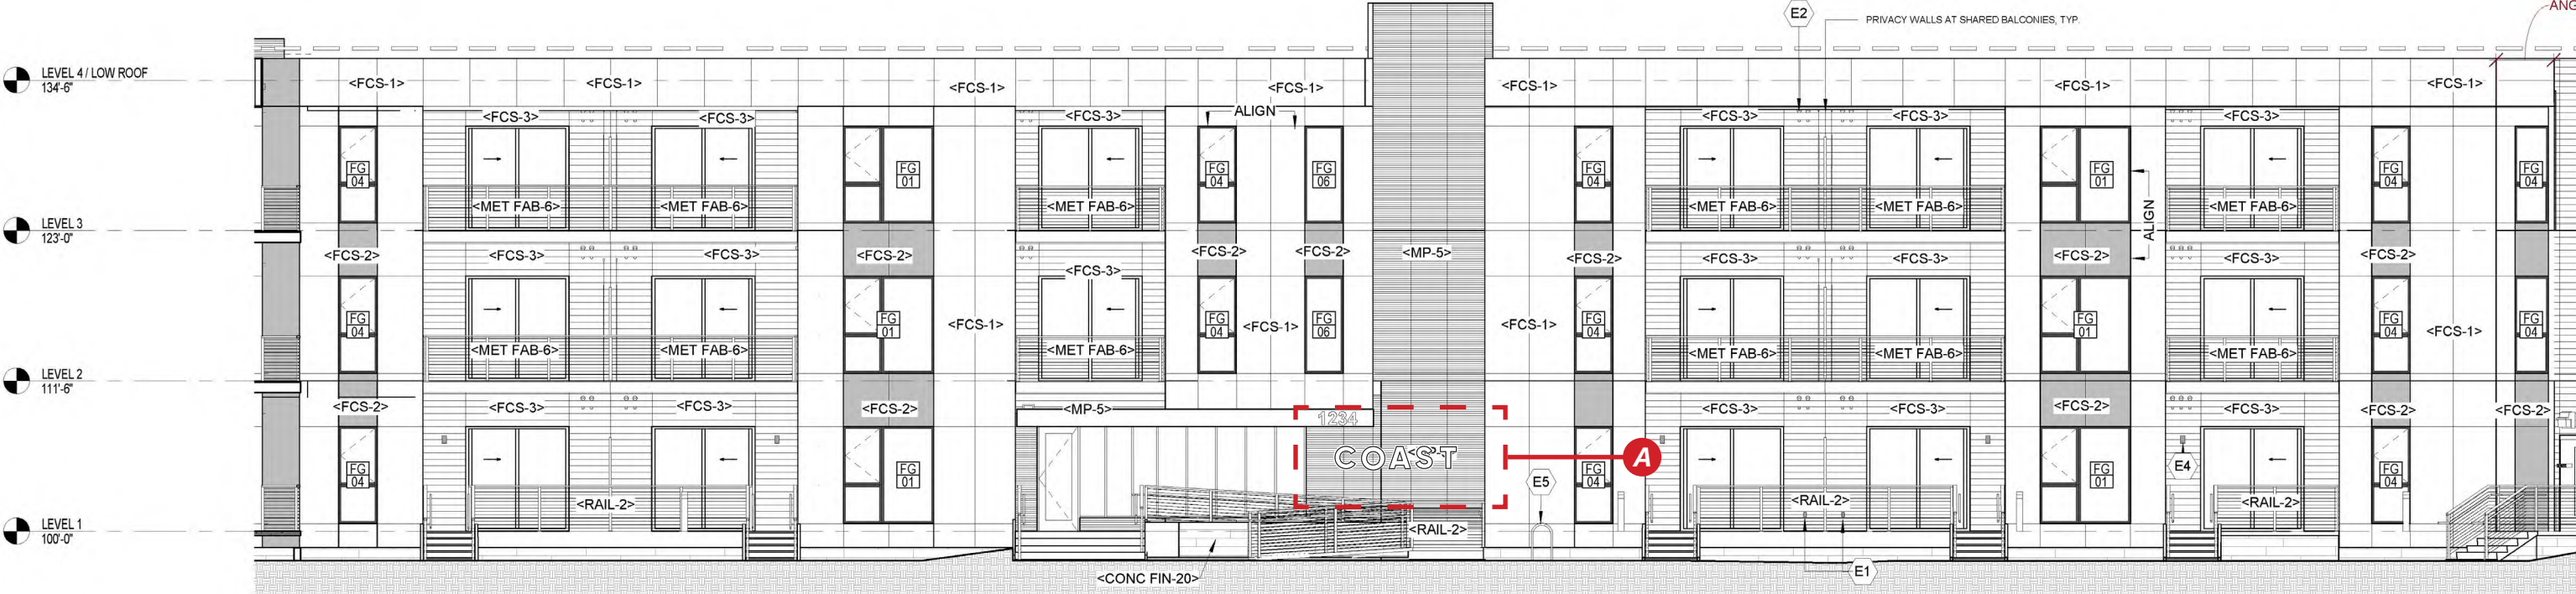 E2
PRIVACY WALLS AT SHARED BALCONIES, TYP.
ANG
LEVEL 4 / LOW ROOF
134'-6"
<FCS-1> <FCS-1> <FCS-1> <FCS-1> <FCS-1> <FCS-1> <FCS-1>
<FCS-3> <FCS-3> <FCS-3> ALIGN <FCS-3> <FCS-3> <FCS-3>
FG 04 FG 01 FG 04 FG 06 FG 04 FG 01 FG 04 FG 04
<MET FAB-6> <MET FAB-6> <MET FAB-6> <MET FAB-6> <MET FAB-6> <MET FAB-6>
ALIGN
LEVEL 3
123'-0"
<FCS-2> <FCS-3> <FCS-3> <FCS-2> <FCS-3> <FCS-2> <FCS-2> <MP-5> <FCS-2> <FCS-3> <FCS-3> <FCS-2> <FCS-3> <FCS-2>
FG 04 FG 01 <FCS-1> FG 04 <FCS-1> FG 06 <FCS-1> FG 04 FG 01 FG 04 <FCS-1> FG 04
<MET FAB-6> <MET FAB-6> <MET FAB-6> <MET FAB-6> <MET FAB-6> <MET FAB-6>
LEVEL 2
111'-6"
<FCS-2> <FCS-3> <FCS-3> <FCS-2> <MP-5> <FCS-3> <FCS-3> <FCS-2> <FCS-3> <FCS-2> <FCS-2>
1234
COAST
A
FG 04 FG 01 FG 04 FG 01 E4 FG 04
E5
<RAIL-2> <RAIL-2> <RAIL-2> <RAIL-2>
LEVEL 1
100'-0"
<CONC FIN-20>
E1